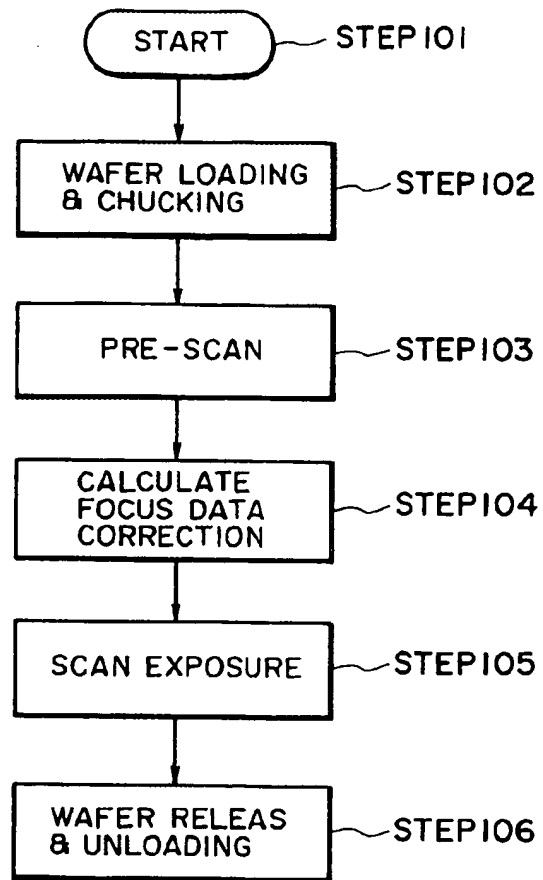 START
STEP101
WAFER LOADING
& CHUCKING
STEP102
PRE-SCAN
STEP103
CALCULATE
FOCUS DATA
CORRECTION
STEP104
SCAN EXPOSURE
STEP105
WAFER RELEAS
& UNLOADING
STEP106